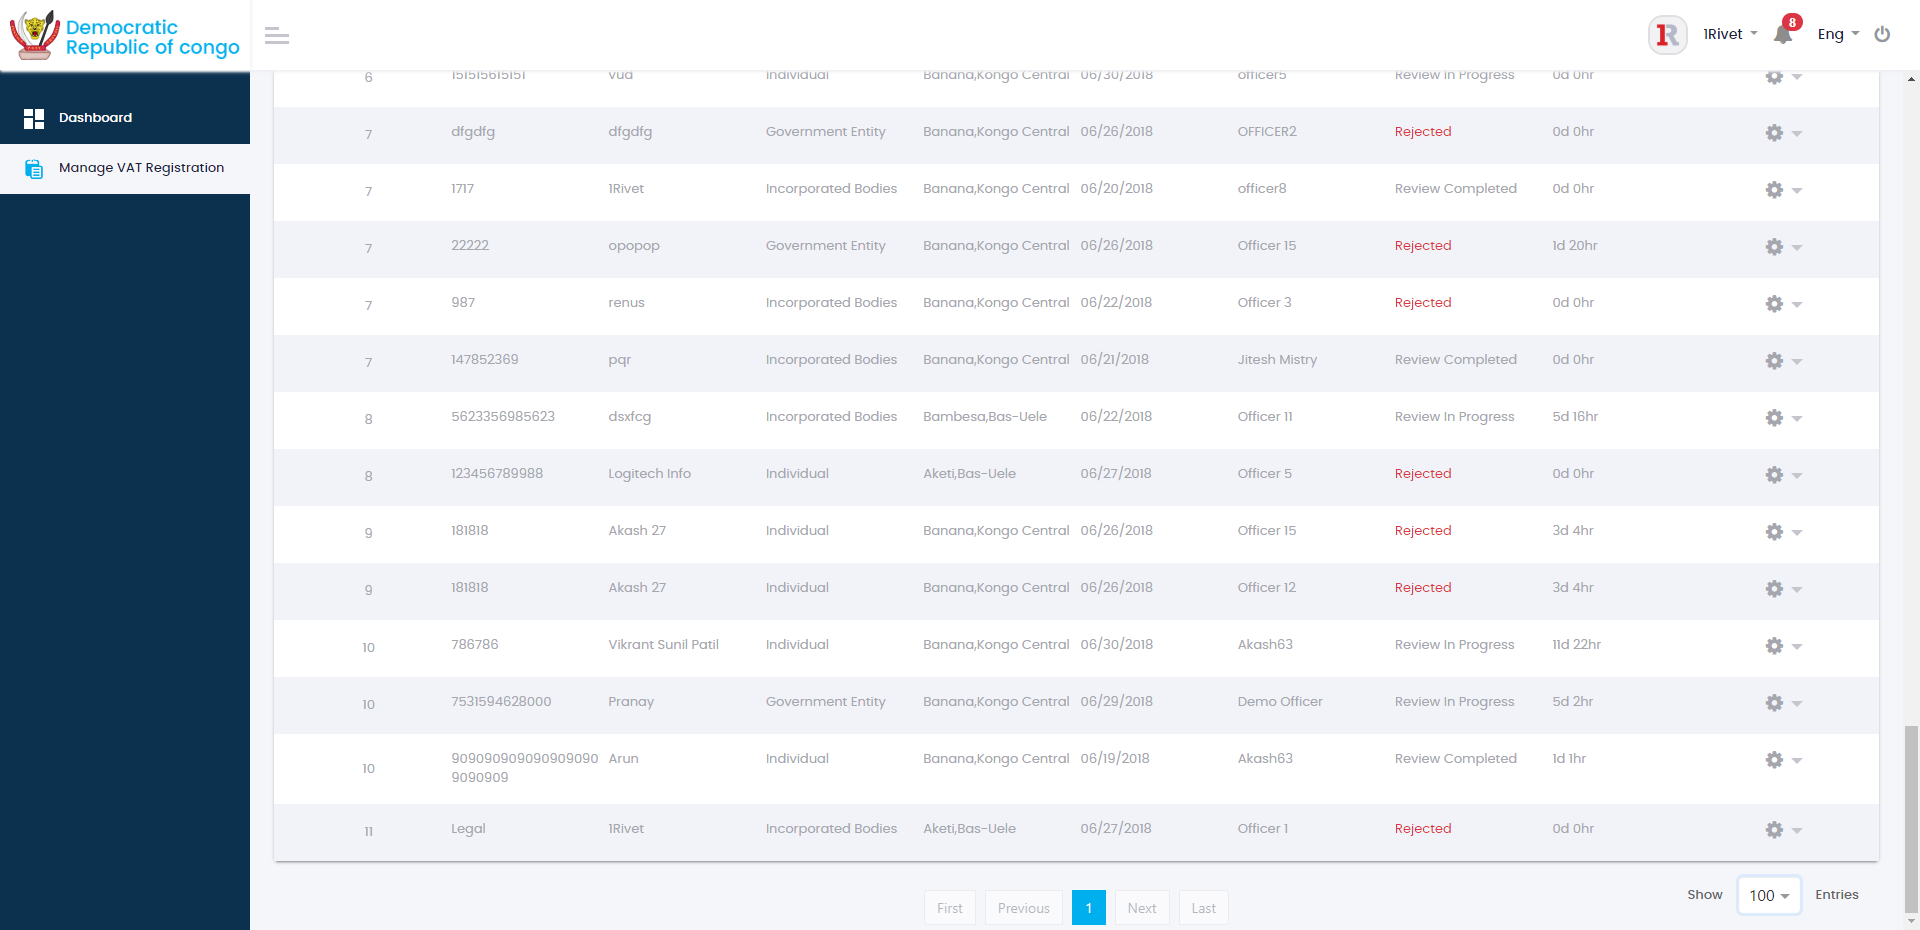 Democratic
Republic of congo
1Rivet
8
Eng
Dashboard
Manage VAT Registration
6 151515615151 vud Individual Banana,Kongo Central 06/30/2018 officer5 Review In Progress 0d 0hr
7 dfgdfg dfgdfg Government Entity Banana,Kongo Central 06/26/2018 OFFICER2 Rejected 0d 0hr
7 1717 1Rivet Incorporated Bodies Banana,Kongo Central 06/20/2018 officer8 Review Completed 0d 0hr
7 22222 opopop Government Entity Banana,Kongo Central 06/26/2018 Officer 15 Rejected 1d 20hr
7 987 renus Incorporated Bodies Banana,Kongo Central 06/22/2018 Officer 3 Rejected 0d 0hr
7 147852369 pqr Incorporated Bodies Banana,Kongo Central 06/21/2018 Jitesh Mistry Review Completed 0d 0hr
8 5623356985623 dsxfcg Incorporated Bodies Bambesa,Bas-Uele 06/22/2018 Officer 11 Review In Progress 5d 16hr
8 123456789988 Logitech Info Individual Aketi,Bas-Uele 06/27/2018 Officer 5 Rejected 0d 0hr
9 181818 Akash 27 Individual Banana,Kongo Central 06/26/2018 Officer 15 Rejected 3d 4hr
9 181818 Akash 27 Individual Banana,Kongo Central 06/26/2018 Officer 12 Rejected 3d 4hr
10 786786 Vikrant Sunil Patil Individual Banana,Kongo Central 06/30/2018 Akash63 Review In Progress 11d 22hr
10 7531594628000 Pranay Government Entity Banana,Kongo Central 06/29/2018 Demo Officer Review In Progress 5d 2hr
10 909090909090909090 Arun Individual Banana,Kongo Central 06/19/2018 Akash63 Review Completed 1d 1hr
9090909
11 Legal 1Rivet Incorporated Bodies Aketi,Bas-Uele 06/27/2018 Officer 1 Rejected 0d 0hr
First Previous 1 Next Last
Show 100 Entries